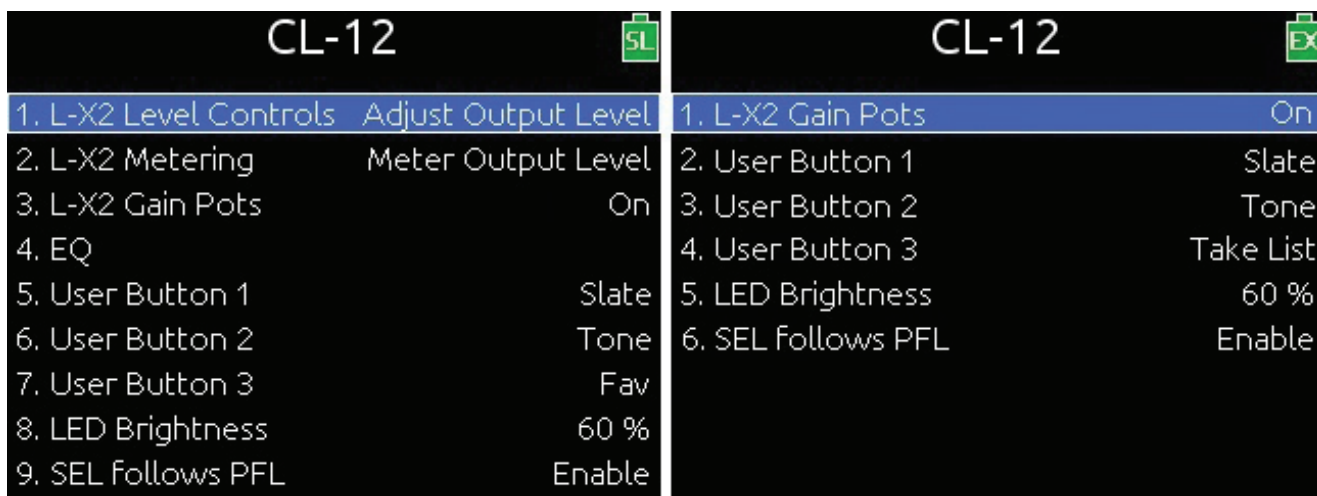 CL-12
SL
1. L-X2 Level Controls Adjust Output Level
2. L-X2 Metering Meter Output Level
3. L-X2 Gain Pots On
4. EQ
5. User Button 1 Slate
6. User Button 2 Tone
7. User Button 3 Fav
8. LED Brightness 60 %
9. SEL follows PFL Enable
CL-12
EX
1. L-X2 Gain Pots On
2. User Button 1 Slate
3. User Button 2 Tone
4. User Button 3 Take List
5. LED Brightness 60 %
6. SEL follows PFL Enable